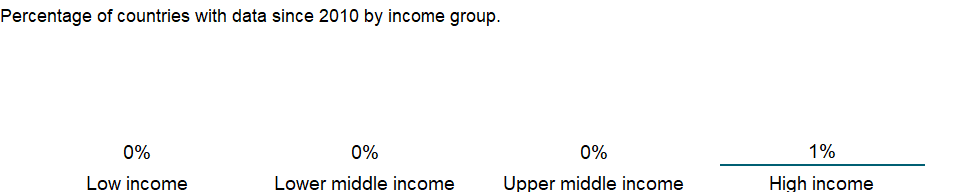 Percentage of countries with data since 2010 by income group.
0% 0% 0% 1%
Low income Lower middle income Upper middle income High income